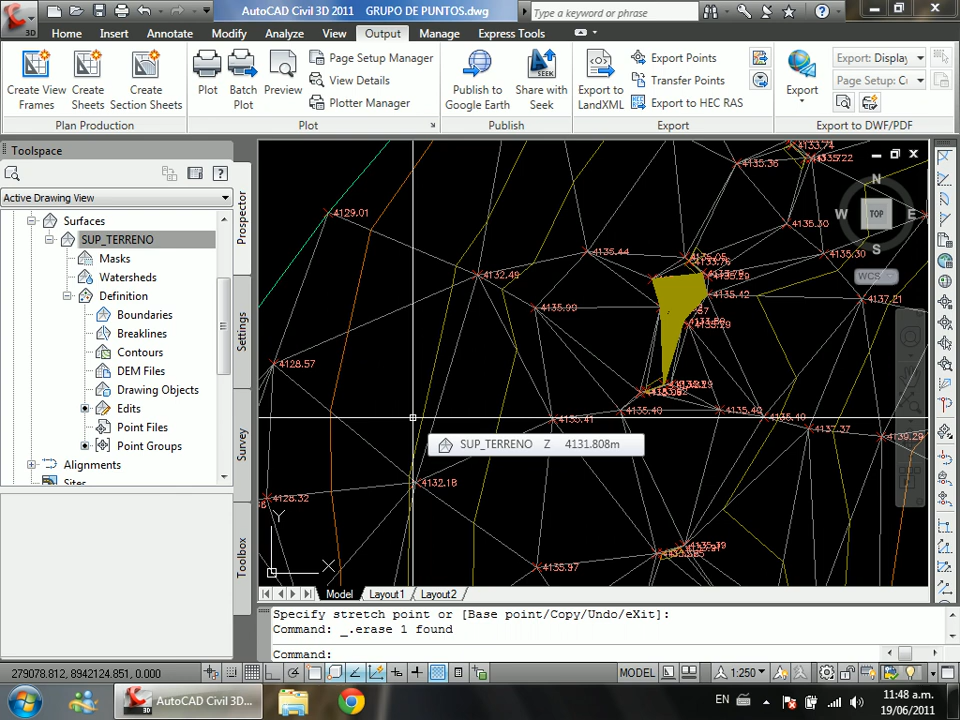 AutoCAD Civil 3D 2011 GRUPO DE PUNTOS.dwg
Type a keyword or phrase
3D
Home Insert Annotate Modify Analyze View Output Manage Express Tools
Create View Frames
Create Sheets
Create Section Sheets
Plan Production
Plot
Batch Plot
Preview
Page Setup Manager
View Details
Plotter Manager
Plot
Publish to Google Earth
SEEK
Share with Seek
Publish
Export to LandXML
Export Points
Transfer Points
Export to HEC RAS
Export
Export
Export: Display
Page Setup: C
Export to DWF/PDF
Toolspace
Active Drawing View
Surfaces
SUP_TERRENO
Masks
Watersheds
Definition
Boundaries
Breaklines
Contours
DEM Files
Drawing Objects
Edits
Point Files
Point Groups
Alignments
Sites
Prospector
Settings
Survey
Toolbox
4133.74
4135.36
4129.01
4135.30
4135.44
4135.30
4132.49
4135.42
4137.21
4135.99
4128.57
4135.41
4135.40
4135.40
4137.37
4139.29
4132.18
4128.32
4135.97
N
W TOP E
S
WCS
SUP_TERRENO Z 4131.808m
Y
X
Model Layout1 Layout2
Specify stretch point or [Base point/Copy/Undo/eXit]:
Command: _.erase 1 found
Command:
279078.812, 8942124.851, 0.000
MODEL
1:250
AutoCAD Civil 3D...
EN
11:48 a.m.
19/06/2011